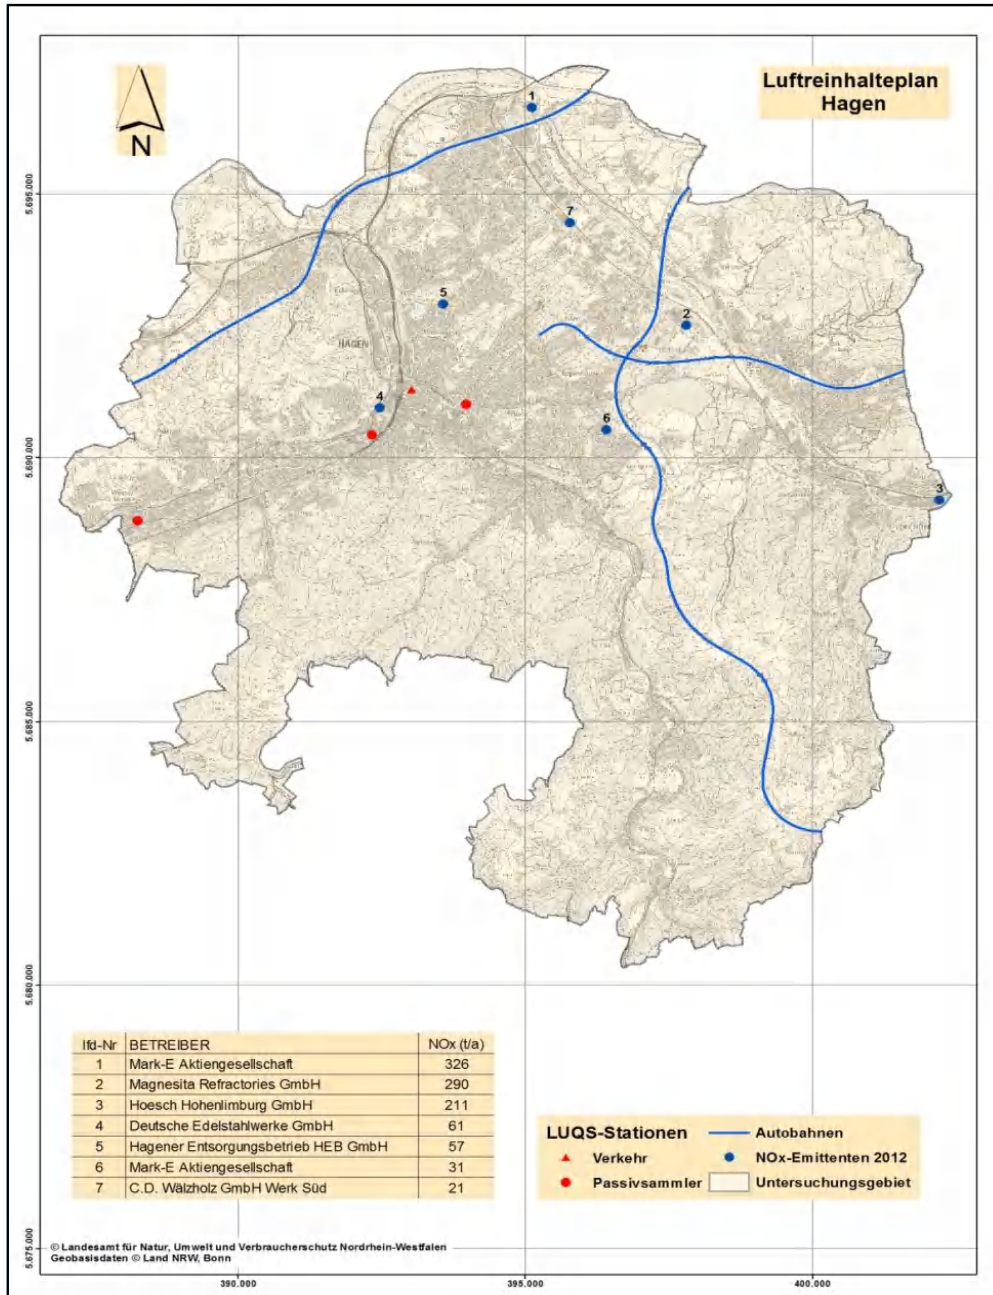 Luftreinhalteplan
Hagen
N
5.695.000
5.690.000
5.685.000
5.680.000
5.675.000
1
7
5
2
HAGEN
4
6
3
lfd-Nr BETREIBER NOx (t/a)
1 Mark-E Aktiengesellschaft 326
2 Magnesita Refractories GmbH 290
3 Hoesch Hohenlimburg GmbH 211
4 Deutsche Edelstahlwerke GmbH 61
5 Hagener Entsorgungsbetrieb HEB GmbH 57
6 Mark-E Aktiengesellschaft 31
7 C.D. Wälzholz GmbH Werk Süd 21
LUQS-Stationen
Verkehr
Passivsammler
Autobahnen
NOx-Emittenten 2012
Untersuchungsgebiet
© Landesamt für Natur, Umwelt und Verbraucherschutz Nordrhein-Westfalen
Geobasisdaten © Land NRW, Bonn
390.000 395.000 400.000